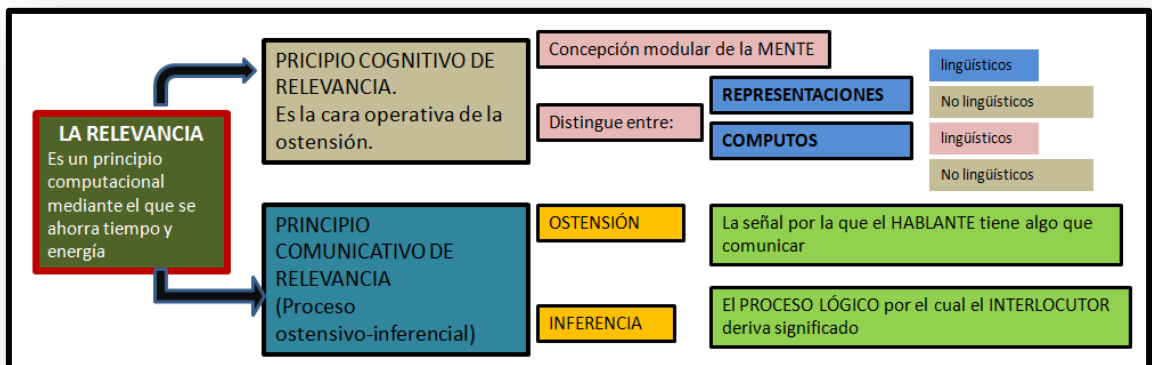 LA RELEVANCIA
Es un principio
computacional
mediante el que se
ahorra tiempo y
energía
PRICIPIO COGNITIVO DE
RELEVANCIA.
Es la cara operativa de la
ostensión.
Concepción modular de la MENTE
Distingue entre:
REPRESENTACIONES
lingüísticos
No lingüísticos
COMPUTOS
lingüísticos
No lingüísticos
PRINCIPIO
COMUNICATIVO DE
RELEVANCIA
(Proceso
ostensivo-inferencial)
OSTENSIÓN
La señal por la que el HABLANTE tiene algo que
comunicar
INFERENCIA
El PROCESO LÓGICO por el cual el INTERLOCUTOR
deriva significado